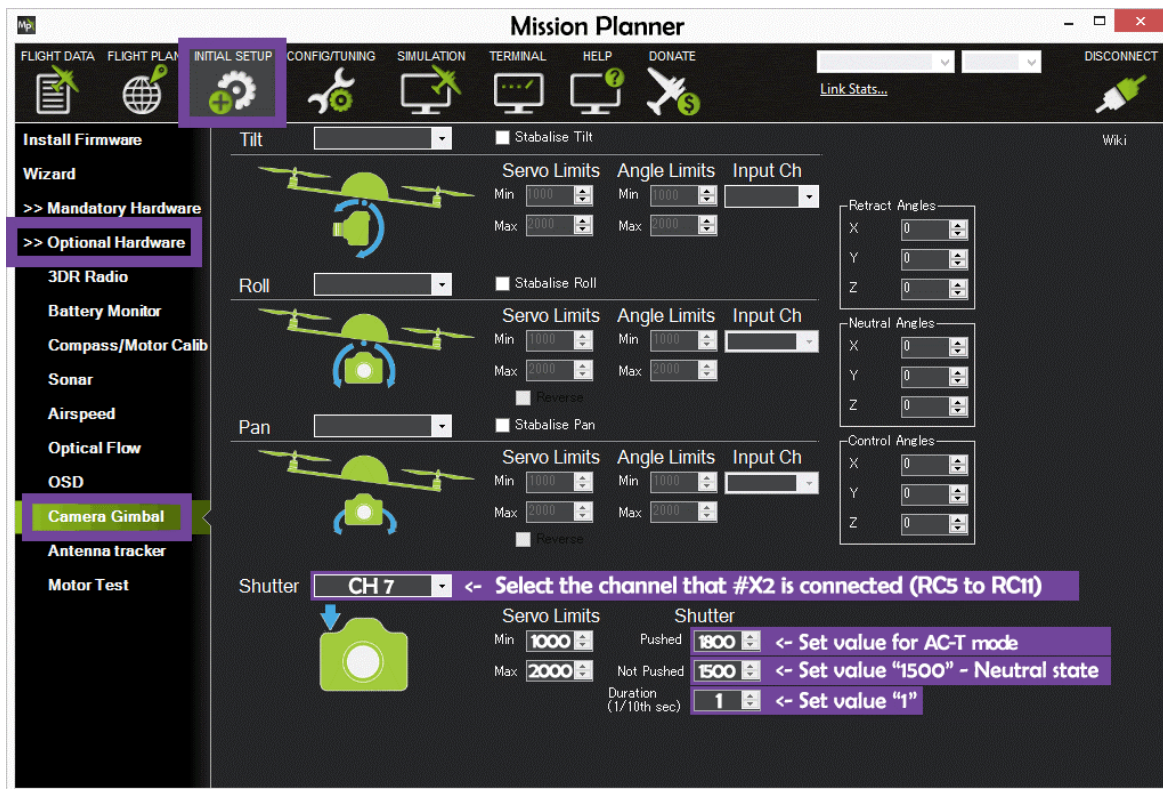 Mp
Mission Planner
FLIGHT DATA FLIGHT PLAN INITIAL SETUP CONFIG/TUNING SIMULATION TERMINAL HELP DONATE DISCONNECT
Link Stats...
Install Firmware
Wizard
>> Mandatory Hardware
>> Optional Hardware
3DR Radio
Battery Monitor
Compass/Motor Calib
Sonar
Airspeed
Optical Flow
OSD
Camera Gimbal
Antenna tracker
Motor Test
Tilt Stabalise Tilt Wiki
Servo Limits Angle Limits Input Ch
Min 1000 Min 1000
Max 2000 Max 2000
Roll Stabalise Roll
Servo Limits Angle Limits Input Ch
Min 1000 Min 1000
Max 2000 Max 2000
Reverse
Pan Stabalise Pan
Servo Limits Angle Limits Input Ch
Min 1000 Min 1000
Max 2000 Max 2000
Reverse
Retract Angles
X 0
Y 0
Z 0
Neutral Angles
X 0
Y 0
Z 0
Control Angles
X 0
Y 0
Z 0
Shutter CH 7 <- Select the channel that #X2 is connected (RC5 to RC11)
Servo Limits Shutter
Min 1000 Pushed 1800 <- Set value for AC-T mode
Max 2000 Not Pushed 1500 <- Set value “1500” - Neutral state
Duration
(1/10th sec) 1 <- Set value “1”